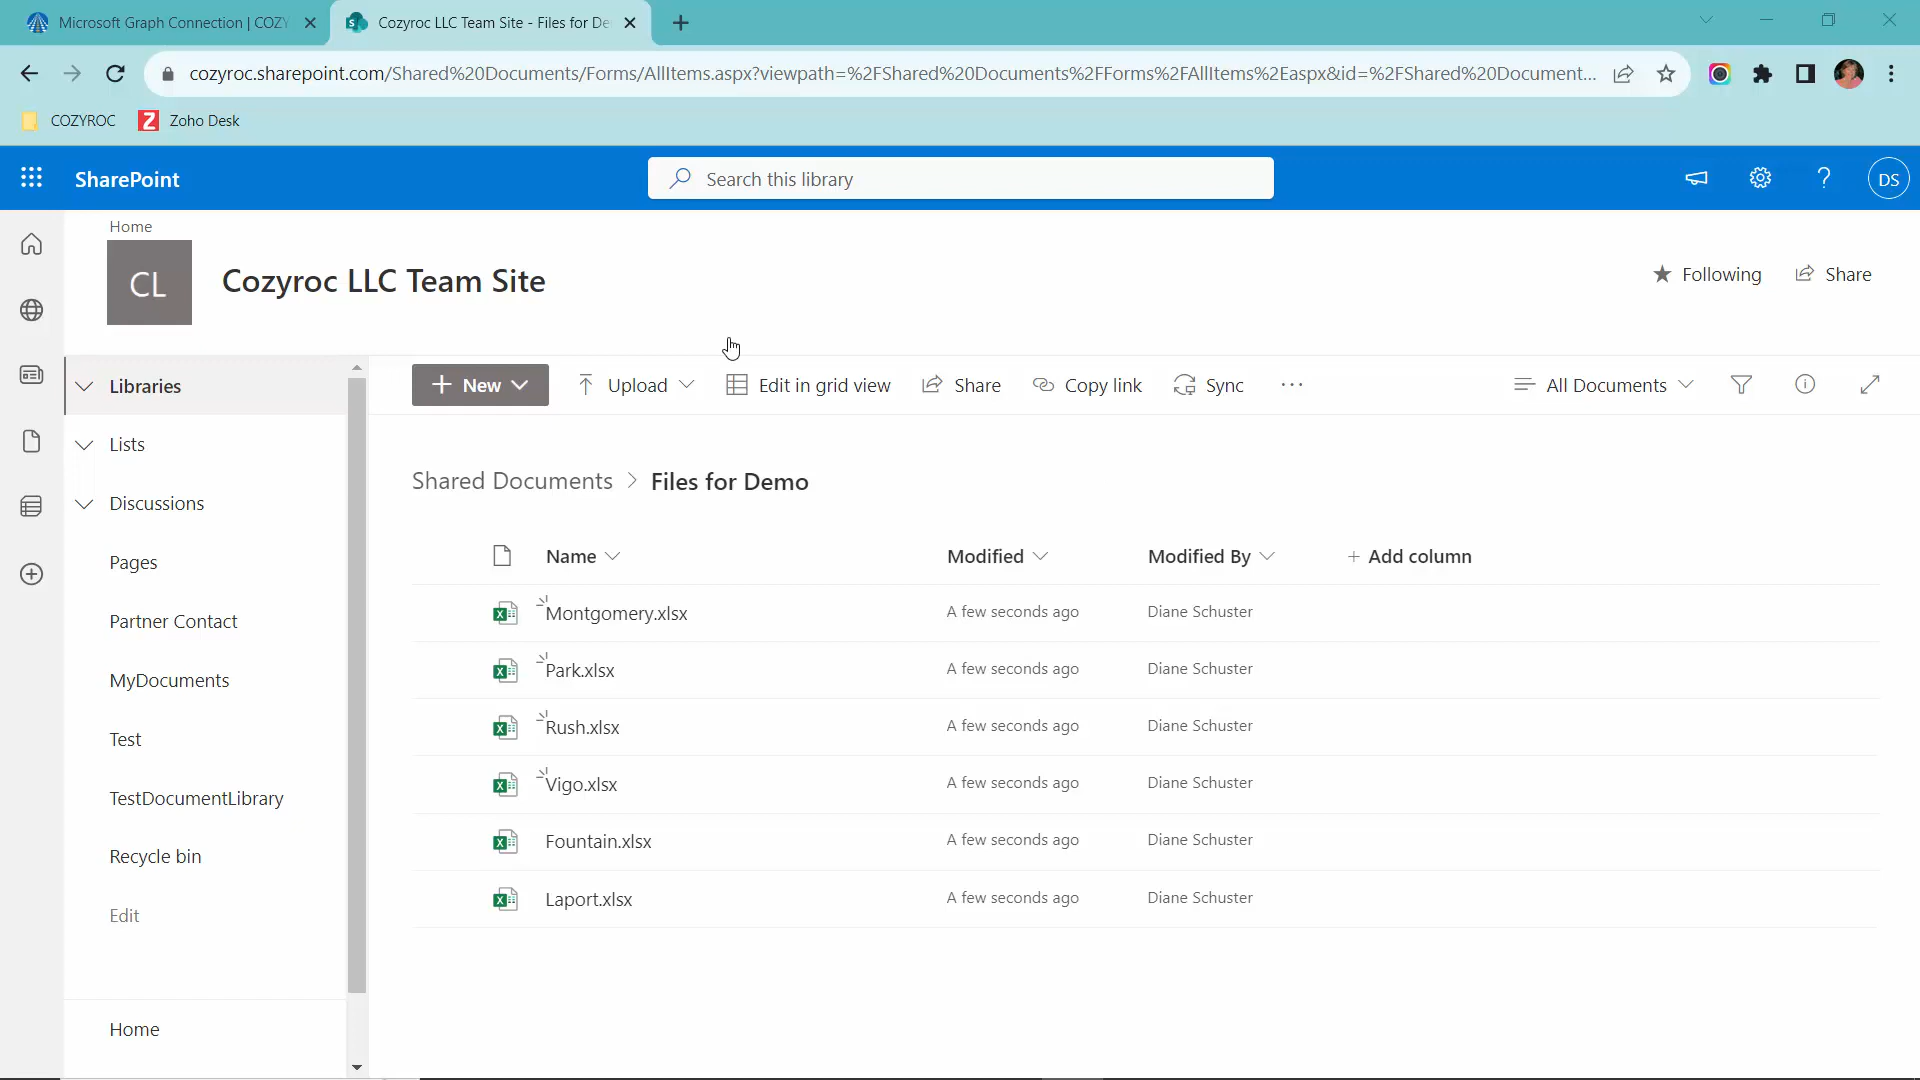 Microsoft Graph Connection | COZY
Cozyroc LLC Team Site - Files for De
cozyroc.sharepoint.com/Shared%20Documents/Forms/AllItems.aspx?viewpath=%2FShared%20Documents%2FForms%2FAllItems%2Easpx&id=%2FShared%20Document...
COZYROC
Z Zoho Desk
SharePoint
Search this library
DS
Home
CL
Cozyroc LLC Team Site
Following
Share
Libraries
Lists
Discussions
Pages
Partner Contact
MyDocuments
Test
TestDocumentLibrary
Recycle bin
Edit
Home
+ New
Upload
Edit in grid view
Share
Copy link
Sync
...
All Documents
Shared Documents > Files for Demo
Name Modified Modified By + Add column
Montgomery.xlsx A few seconds ago Diane Schuster
Park.xlsx A few seconds ago Diane Schuster
Rush.xlsx A few seconds ago Diane Schuster
Vigo.xlsx A few seconds ago Diane Schuster
Fountain.xlsx A few seconds ago Diane Schuster
Laport.xlsx A few seconds ago Diane Schuster